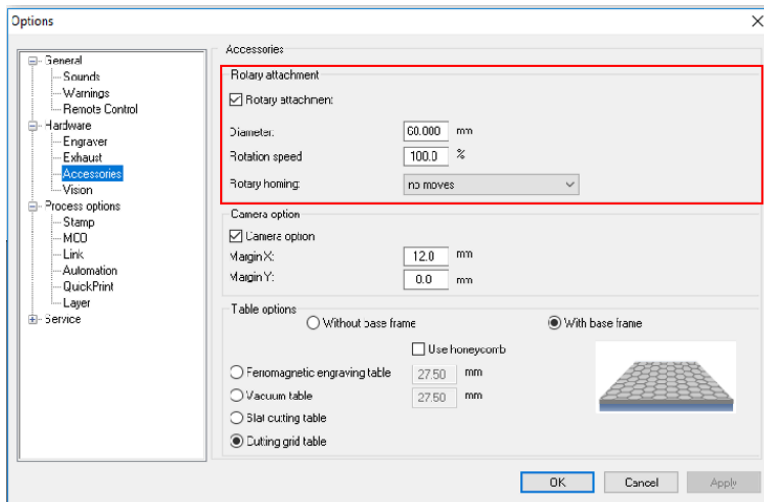 Options
General
Sounds
Warnings
Remote Control
Hardware
Engraver
Exhaust
Accessories
Vision
Process options
Stamp
MCO
Link
Automation
QuickPrint
Layer
Service
Accessories
Rotary attachment
Rotary attachment
Diameter:
60.000 mm
Rotation speed
100.0 %
Rotary homing:
no moves
Camera option
Camera option
Margin X:
12.0 mm
Margin Y:
0.0 mm
Table options
Without base frame
With base frame
Use honeycomb
Ferromagnetic engraving table
27.50 mm
Vacuum table
27.50 mm
Slat cutting table
Cutting grid table
OK
Cancel
Apply